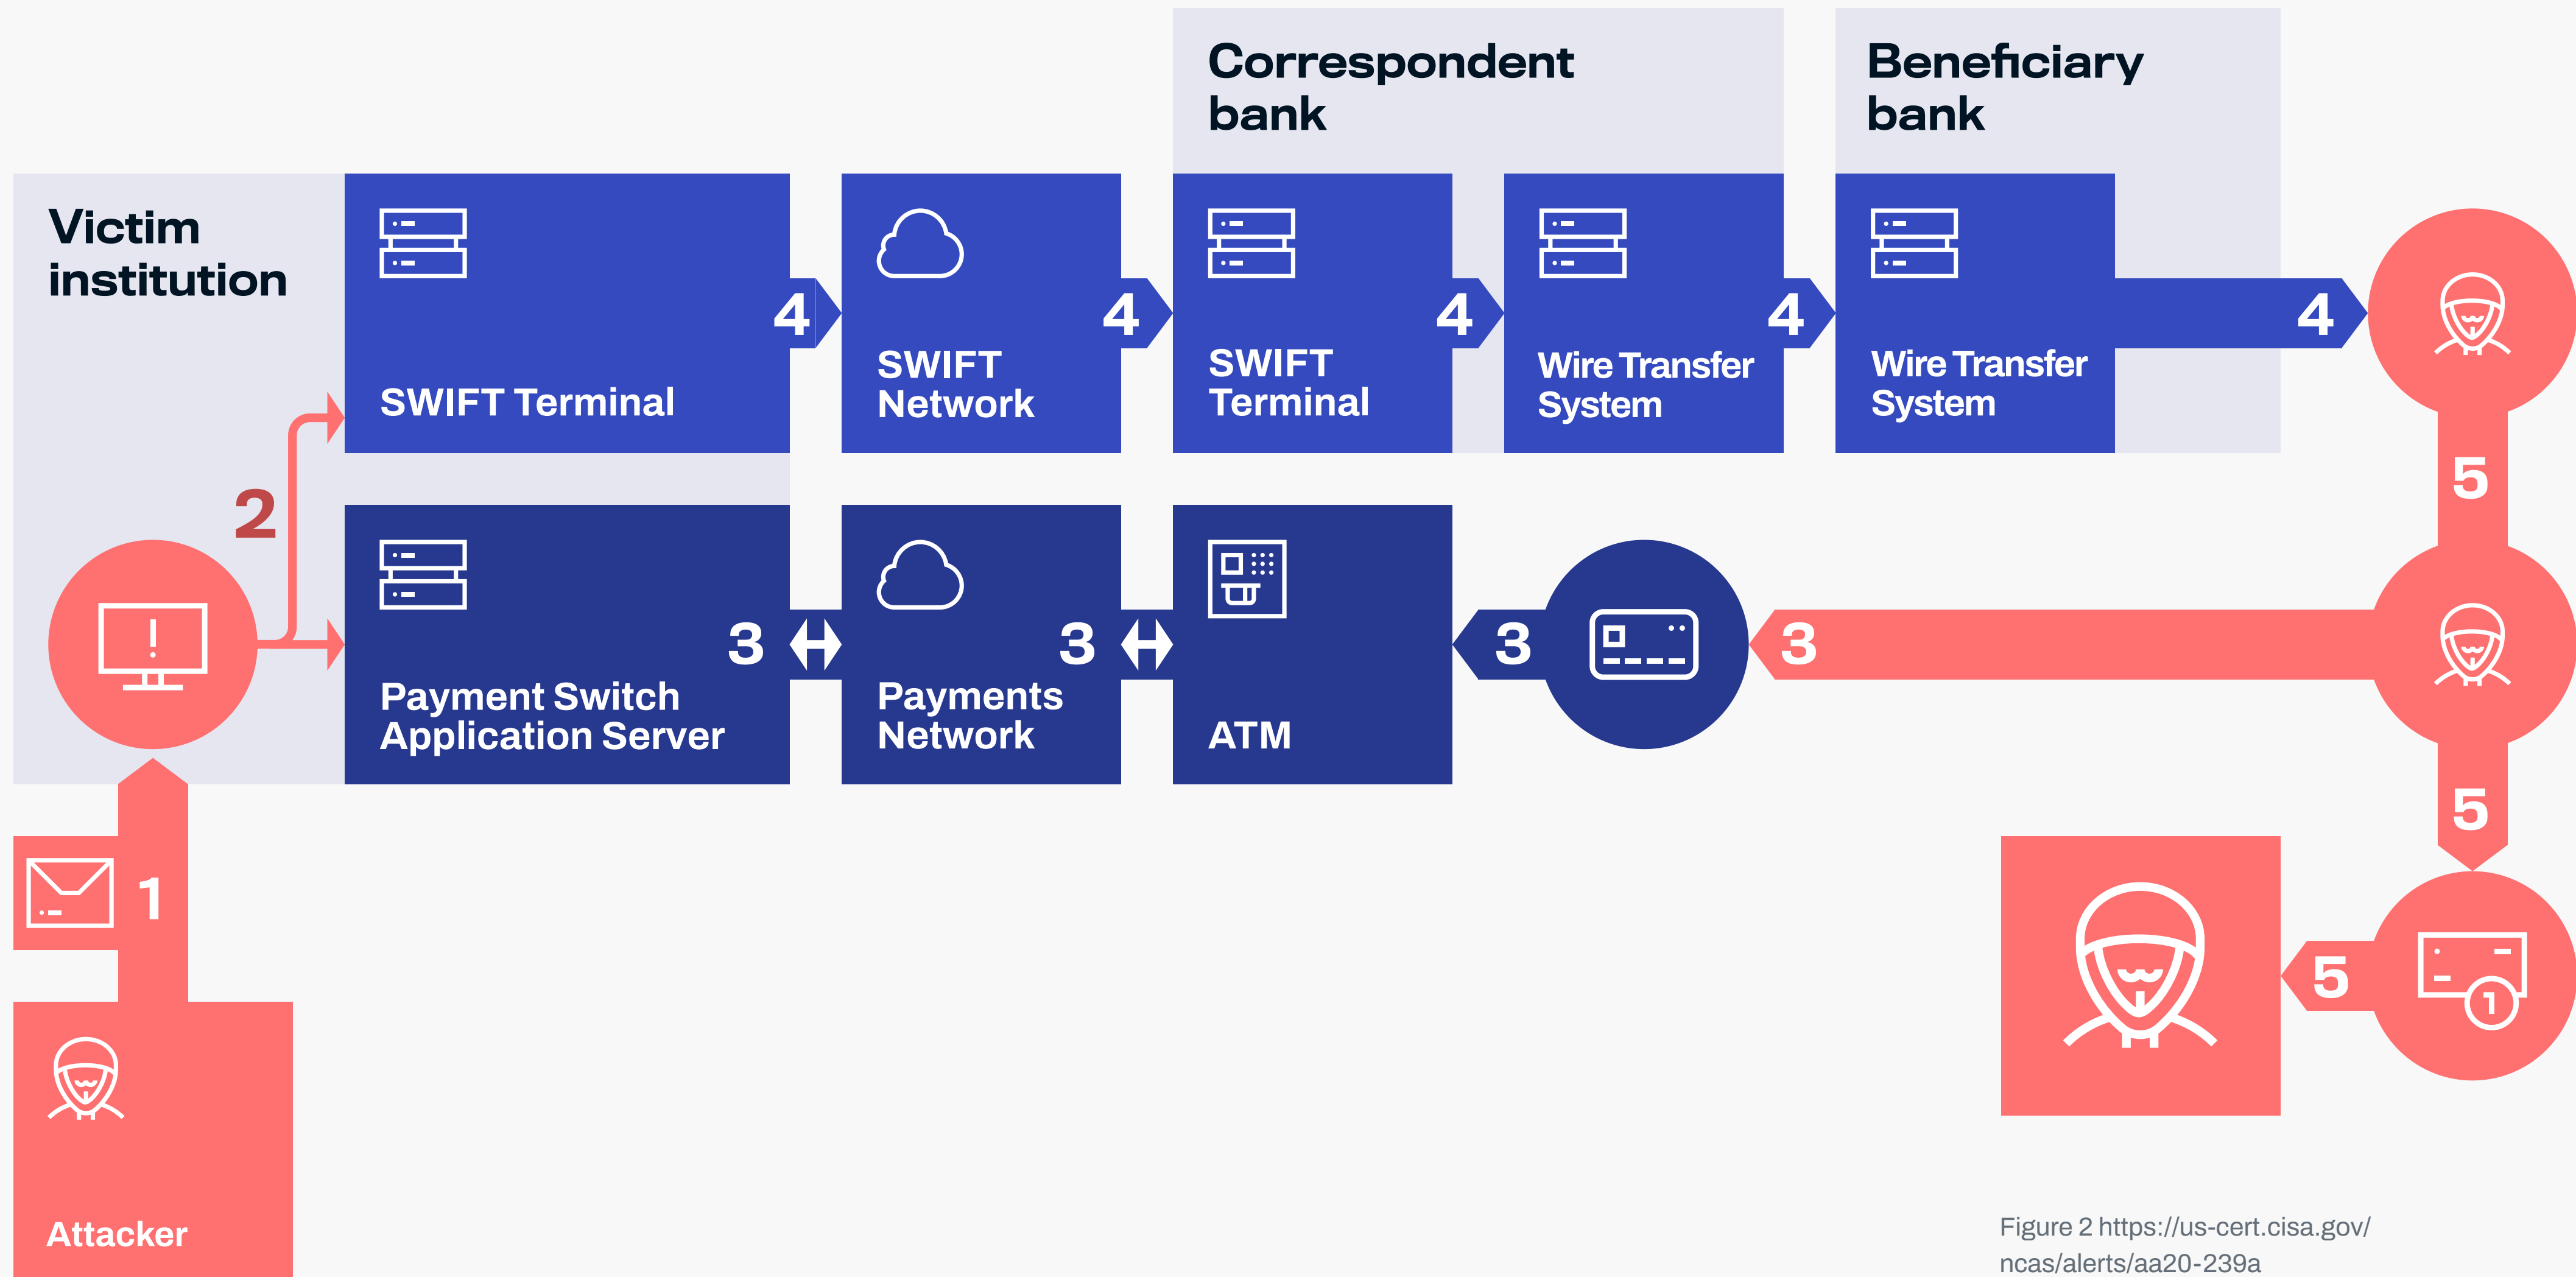 Correspondent
bank
Beneficiary
bank
Victim
institution
4
4
4
4
4
SWIFT Terminal
SWIFT
Network
SWIFT
Terminal
Wire Transfer
System
Wire Transfer
System
2
5
3
3
3
3
Payment Switch
Application Server
Payments
Network
ATM
5
1
5
1
Attacker
Figure 2 https://us-cert.cisa.gov/
ncas/alerts/aa20-239a